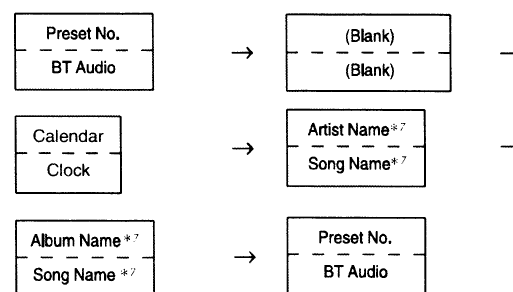 Preset No.
BT Audio
→
(Blank)
(Blank)
Calendar
Clock
→
Artist Name*7
Song Name*7
Album Name*7
Song Name*7
→
Preset No.
BT Audio